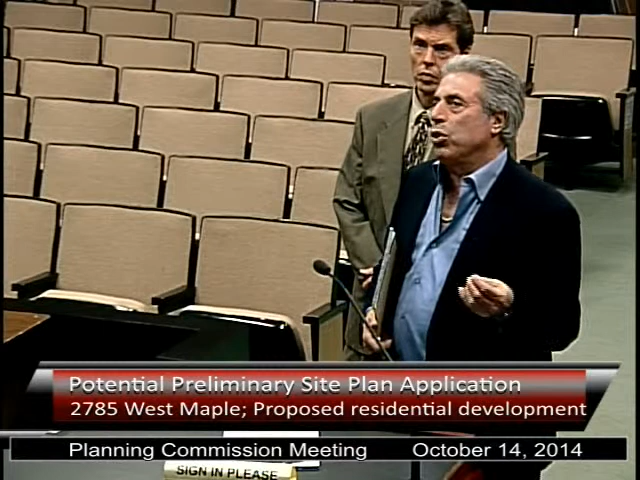 Potential Preliminary Site Plan Application
2785 West Maple; Proposed residential development
Planning Commission Meeting October 14, 2014
SIGN IN PLEASE